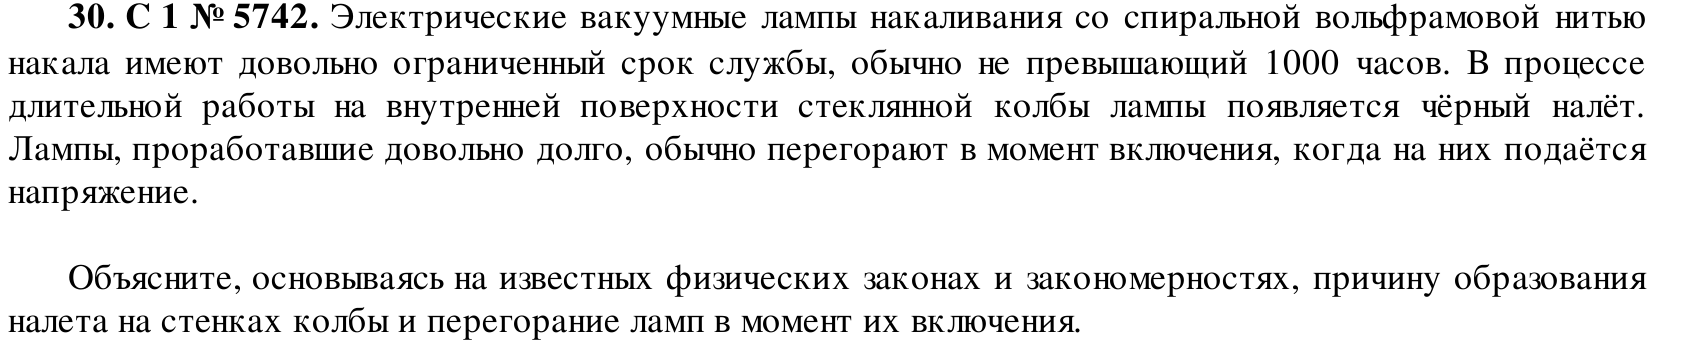 30. С 1 № 5742. Электрические вакуумные лампы накаливания со спиральной вольфрамовой нитью
накала имеют довольно ограниченный срок службы, обычно не превышающий 1000 часов. В процессе
длительной работы на внутренней поверхности стеклянной колбы лампы появляется чёрный налёт.
Лампы, проработавшие довольно долго, обычно перегорают в момент включения, когда на них подаётся
напряжение.
Объясните, основываясь на известных физических законах и закономерностях, причину образования
налета на стенках колбы и перегорание ламп в момент их включения.